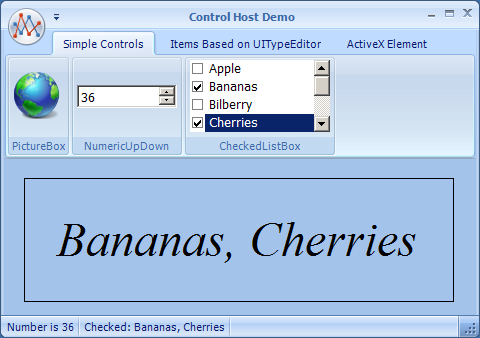 Control Host Demo
Simple Controls Items Based on UITypeEditor ActiveX Element
Apple
Bananas
36
Bilberry
Cherries
PictureBox NumericUpDown CheckedListBox
Bananas, Cherries
Number is 36 Checked: Bananas, Cherries